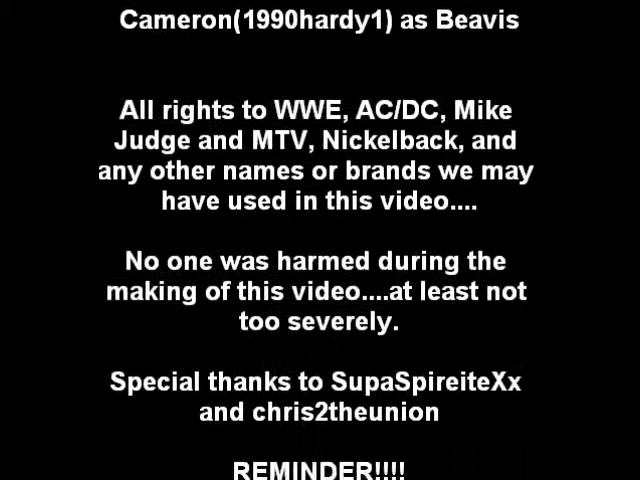 Cameron(1990hardy1) as Beavis
All rights to WWE, AC/DC, Mike
Judge and MTV, Nickelback, and
any other names or brands we may
have used in this video....
No one was harmed during the
making of this video....at least not
too severely.
Special thanks to SupaSpireiteXx
and chris2theunion
REMINDER!!!!